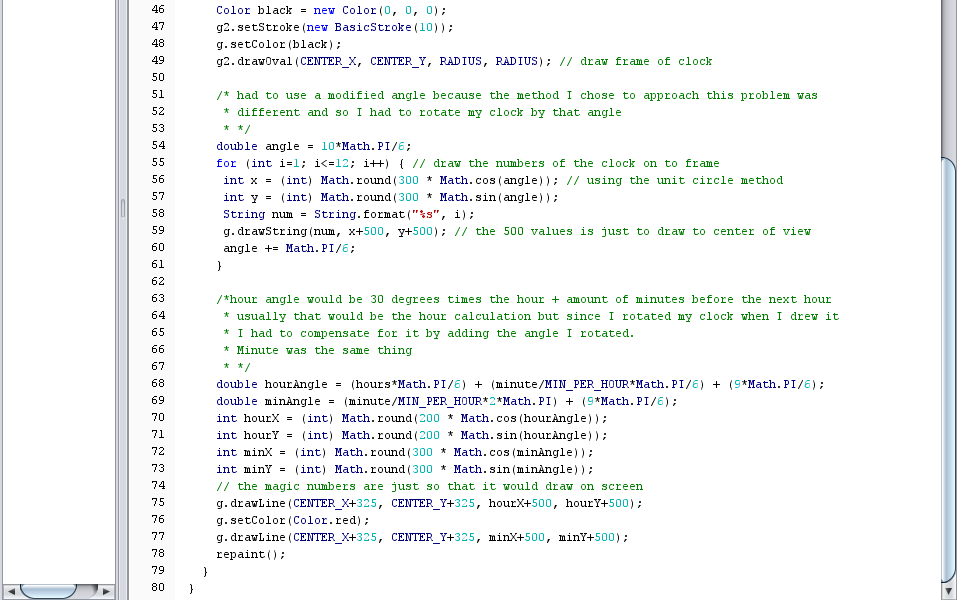 46 Color black = new Color(0, 0, 0);
47 g2.setStroke(new BasicStroke(10));
48 g.setColor(black);
49 g2.drawOval(CENTER_X, CENTER_Y, RADIUS, RADIUS); // draw frame of clock
50
51 /* had to use a modified angle because the method I chose to approach this problem was
52 * different and so I had to rotate my clock by that angle
53 * */
54 double angle = 10*Math.PI/6;
55 for (int i=1; i<=12; i++) { // draw the numbers of the clock on to frame
56 int x = (int) Math.round(300 * Math.cos(angle)); // using the unit circle method
57 int y = (int) Math.round(300 * Math.sin(angle));
58 String num = String.format("%s", i);
59 g.drawString(num, x+500, y+500); // the 500 values is just to draw to center of view
60 angle += Math.PI/6;
61 }
62
63 /*hour angle would be 30 degrees times the hour + amount of minutes before the next hour
64 * usually that would be the hour calculation but since I rotated my clock when I drew it
65 * I had to compensate for it by adding the angle I rotated.
66 * Minute was the same thing
67 * */
68 double hourAngle = (hours*Math.PI/6) + (minute/MIN_PER_HOUR*Math.PI/6) + (9*Math.PI/6);
69 double minAngle = (minute/MIN_PER_HOUR*2*Math.PI) + (9*Math.PI/6);
70 int hourX = (int) Math.round(200 * Math.cos(hourAngle));
71 int hourY = (int) Math.round(200 * Math.sin(hourAngle));
72 int minX = (int) Math.round(300 * Math.cos(minAngle));
73 int minY = (int) Math.round(300 * Math.sin(minAngle));
74 // the magic numbers are just so that it would draw on screen
75 g.drawLine(CENTER_X+325, CENTER_Y+325, hourX+500, hourY+500);
76 g.setColor(Color.red);
77 g.drawLine(CENTER_X+325, CENTER_Y+325, minX+500, minY+500);
78 repaint();
79 }
80 }